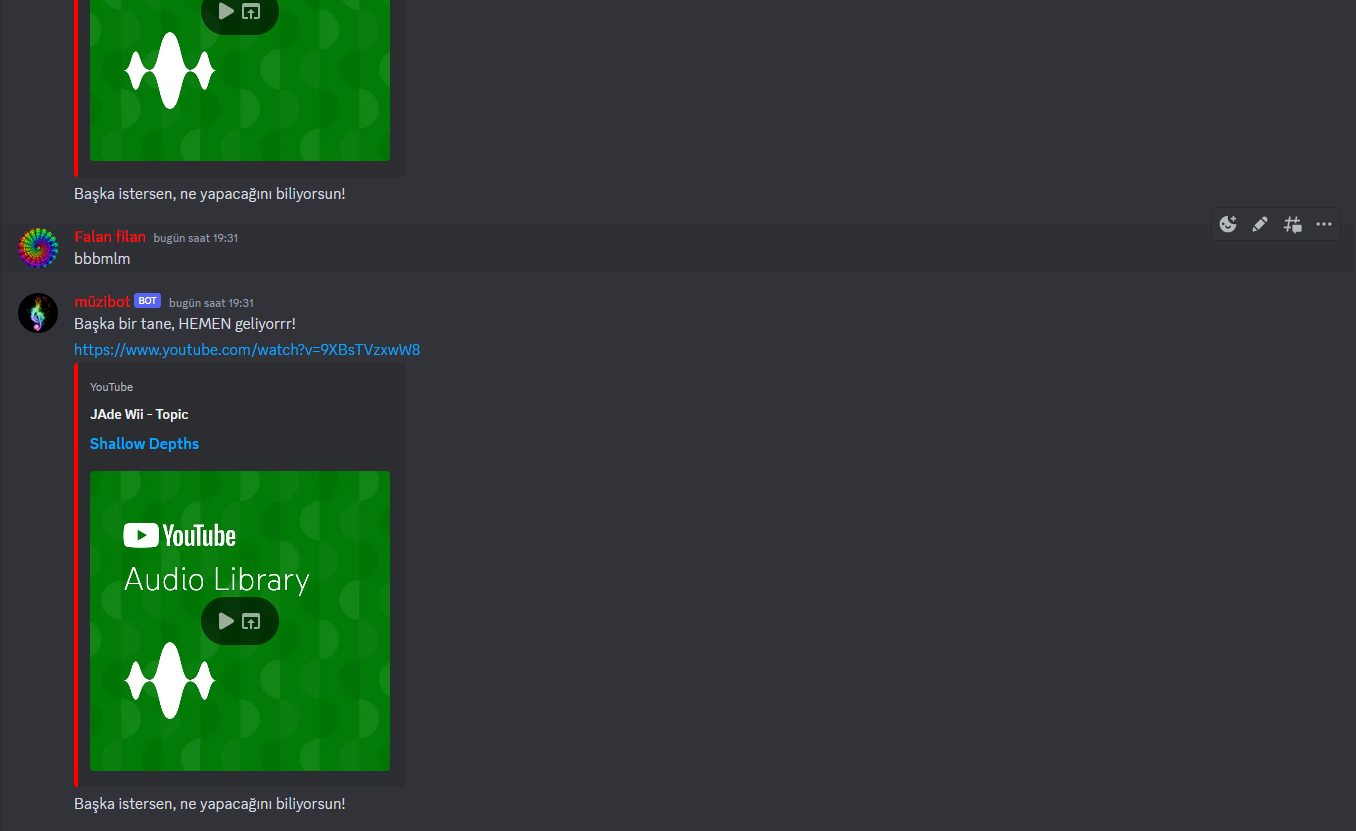 Başka istersen, ne yapacağını biliyorsun!
Falan filan bugün saat 19:31
bbbmlm
müzibot BOT bugün saat 19:31
Başka bir tane, HEMEN geliyorrr!
https://www.youtube.com/watch?v=9XBsTVzxwW8
YouTube
JAde Wii - Topic
Shallow Depths
YouTube
Audio Library
Başka istersen, ne yapacağını biliyorsun!